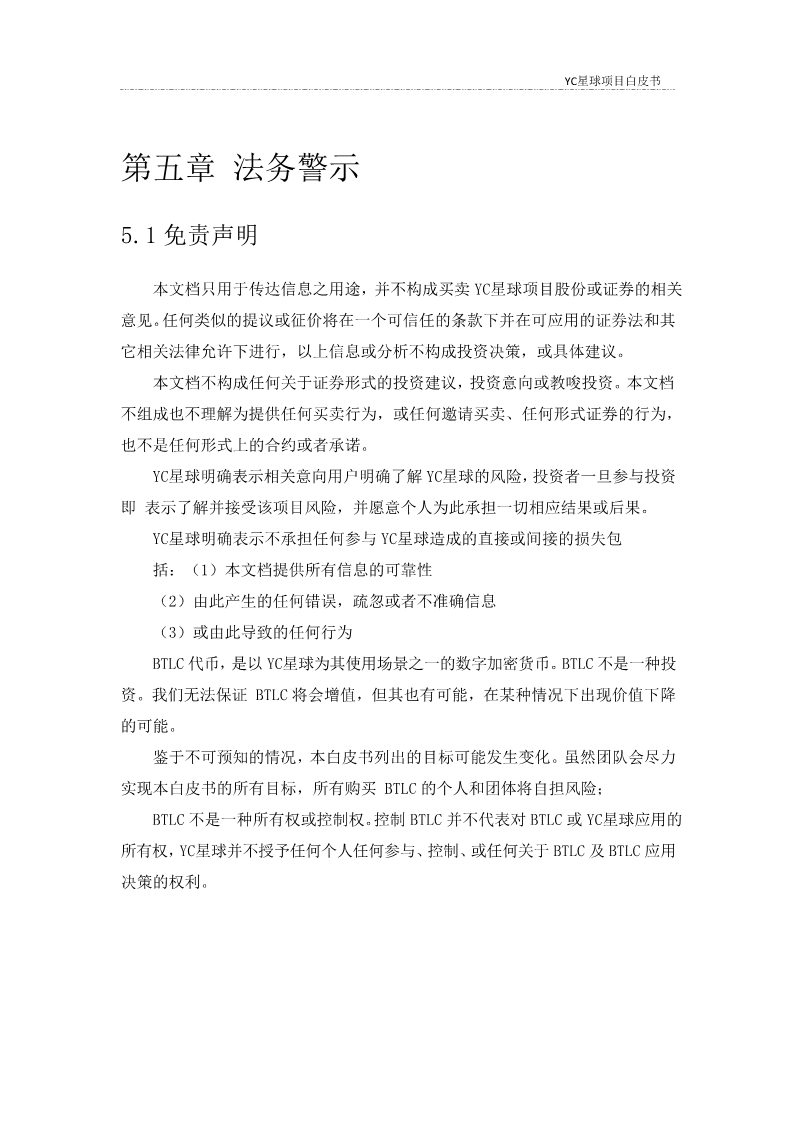 YC星球项目白皮书
第五章 法务警示
5.1 免责声明
本文档只用于传达信息之用途，并不构成买卖 YC星球项目股份或证券的相关
意见。任何类似的提议或征价将在一个可信任的条款下并在可应用的证券法和其
它相关法律允许下进行，以上信息或分析不构成投资决策，或具体建议。
本文档不构成任何关于证券形式的投资建议，投资意向或教唆投资。本文档
不组成也不理解为提供任何买卖行为，或任何邀请买卖、任何形式证券的行为，
也不是任何形式上的合约或者承诺。
YC星球明确表示相关意向用户明确了解 YC星球的风险，投资者一旦参与投资
即 表示了解并接受该项目风险，并愿意个人为此承担一切相应结果或后果。
YC星球明确表示不承担任何参与 YC星球造成的直接或间接的损失包
括：（1）本文档提供所有信息的可靠性
（2）由此产生的任何错误，疏忽或者不准确信息
（3）或由此导致的任何行为
BTLC 代币，是以 YC星球为其使用场景之一的数字加密货币。BTLC 不是一种投
资。我们无法保证 BTLC 将会增值，但其也有可能，在某种情况下出现价值下降
的可能。
鉴于不可预知的情况，本白皮书列出的目标可能发生变化。虽然团队会尽力
实现本白皮书的所有目标，所有购买 BTLC 的个人和团体将自担风险；
BTLC 不是一种所有权或控制权。控制 BTLC 并不代表对 BTLC 或 YC星球应用的
所有权，YC星球并不授予任何个人任何参与、控制、或任何关于 BTLC 及 BTLC 应用
决策的权利。